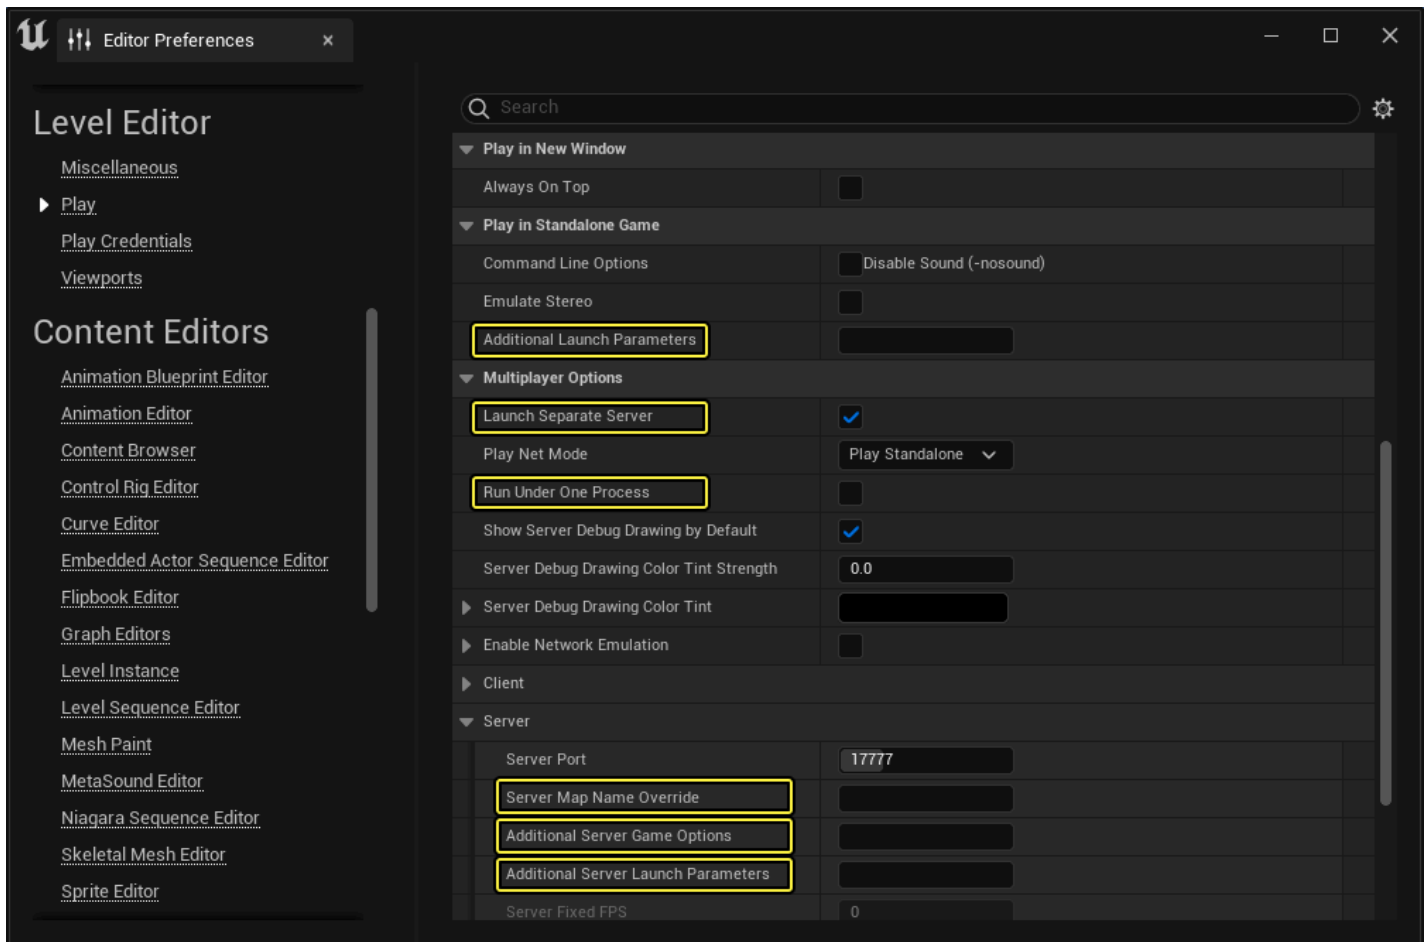 Editor Preferences
Level Editor
Miscellaneous
Play
Play Credentials
Viewports
Content Editors
Animation Blueprint Editor
Animation Editor
Content Browser
Control Rig Editor
Curve Editor
Embedded Actor Sequence Editor
Flipbook Editor
Graph Editors
Level Instance
Level Sequence Editor
Mesh Paint
MetaSound Editor
Niagara Sequence Editor
Skeletal Mesh Editor
Sprite Editor
Search
Play in New Window
Always On Top
Play in Standalone Game
Command Line Options Disable Sound (-nosound)
Emulate Stereo
Additional Launch Parameters
Multiplayer Options
Launch Separate Server
Play Net Mode Play Standalone
Run Under One Process
Show Server Debug Drawing by Default
Server Debug Drawing Color Tint Strength 0.0
Server Debug Drawing Color Tint
Enable Network Emulation
Client
Server
Server Port 17777
Server Map Name Override
Additional Server Game Options
Additional Server Launch Parameters
Server Fixed FPS 0